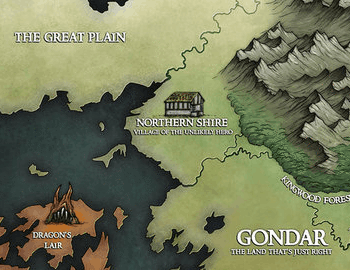 THE GREAT PLAIN
NORTHERN SHIRE
VILLAGE OF THE UNLIKELY HERO
KINGWOOD FORES
DRAGON'S
LAIR
GONDAR
THE LAND THAT'S JUST RIGHT